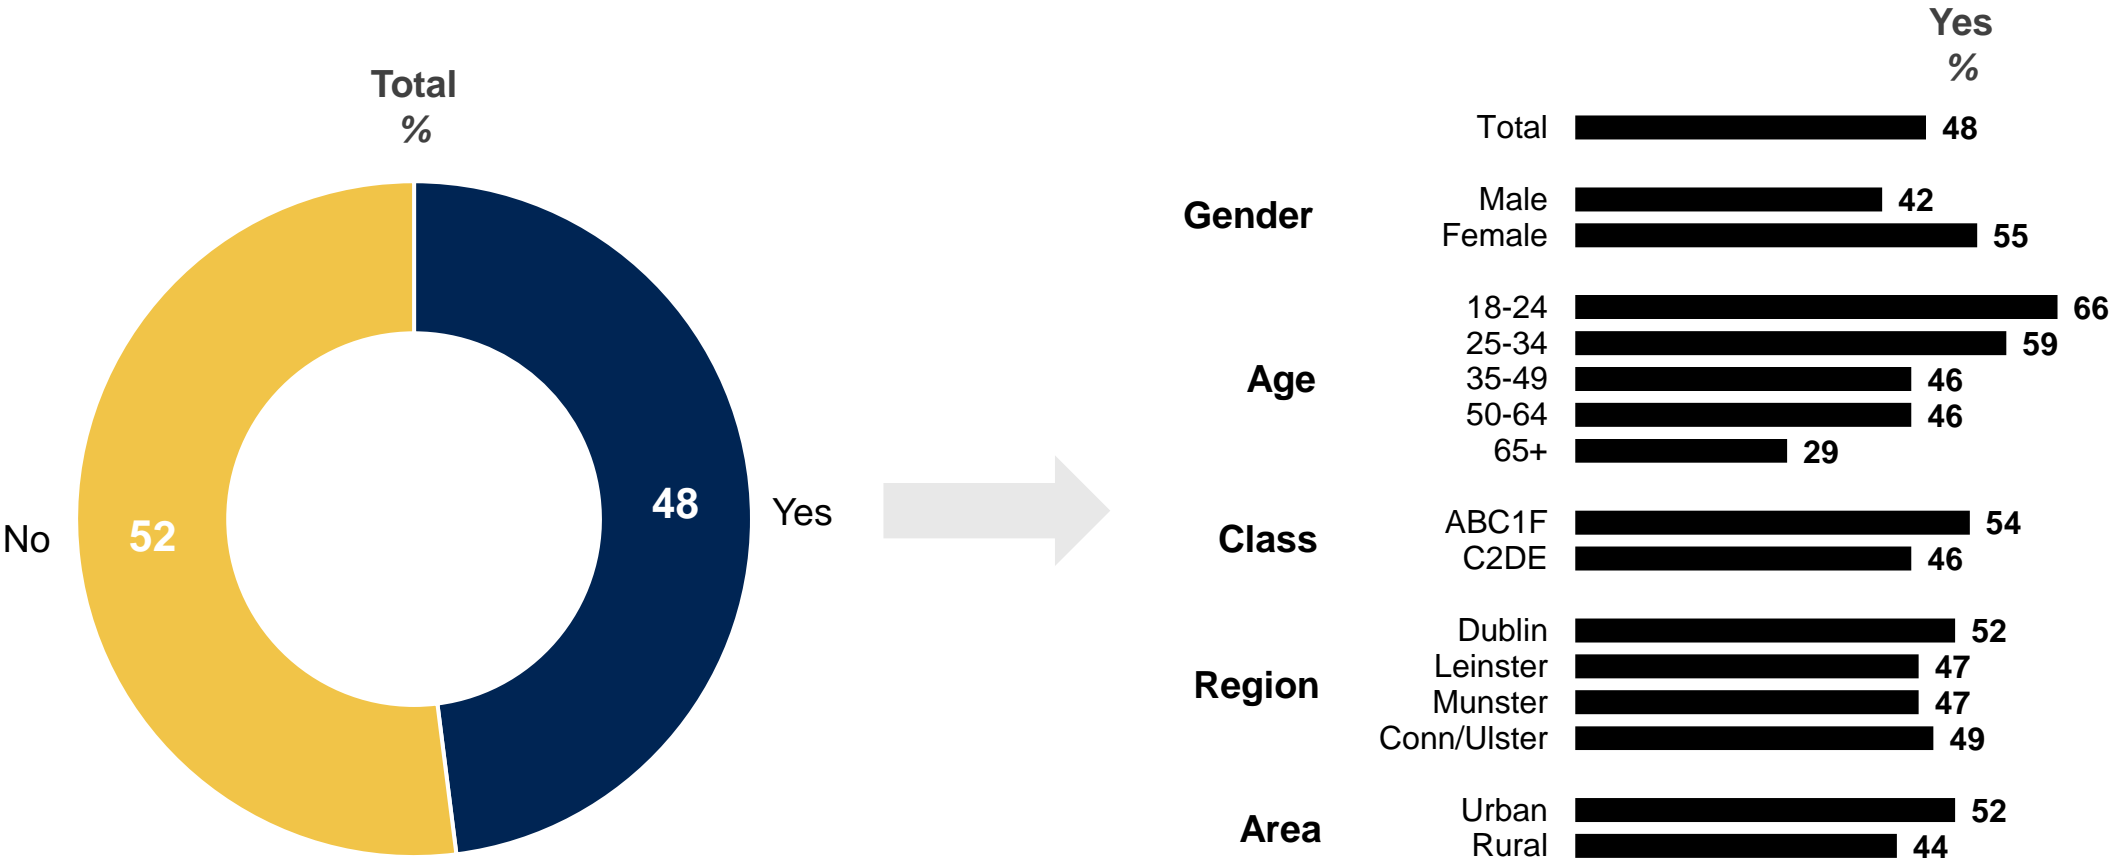 Total
%
No
52
48
Yes
Yes
%
Total 48
Gender
Male 42
Female 55
Age
18-24 66
25-34 59
35-49 46
50-64 46
65+ 29
Class
ABC1F 54
C2DE 46
Region
Dublin 52
Leinster 47
Munster 47
Conn/Ulster 49
Area
Urban 52
Rural 44